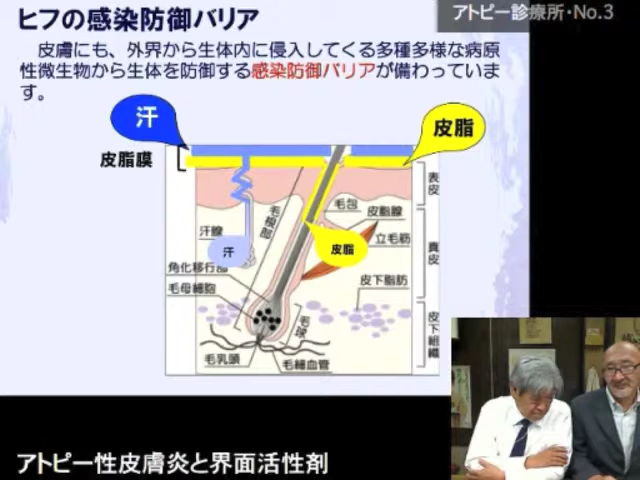 アトピー診療所・No.3
ヒフの感染防御バリア
皮膚にも、外界から生体内に侵入してくる多種多様な病原
性微生物から生体を防御する感染防御バリアが備わっていま
す。
汗
皮脂
皮脂膜
表皮
毛包
皮脂腺
毛根部
汗腺
立毛筋
真皮
汗
皮脂
角化移行部
毛母細胞
皮下脂肪
毛球
皮下組織
毛乳頭
毛細血管
アトピー性皮膚炎と界面活性剤